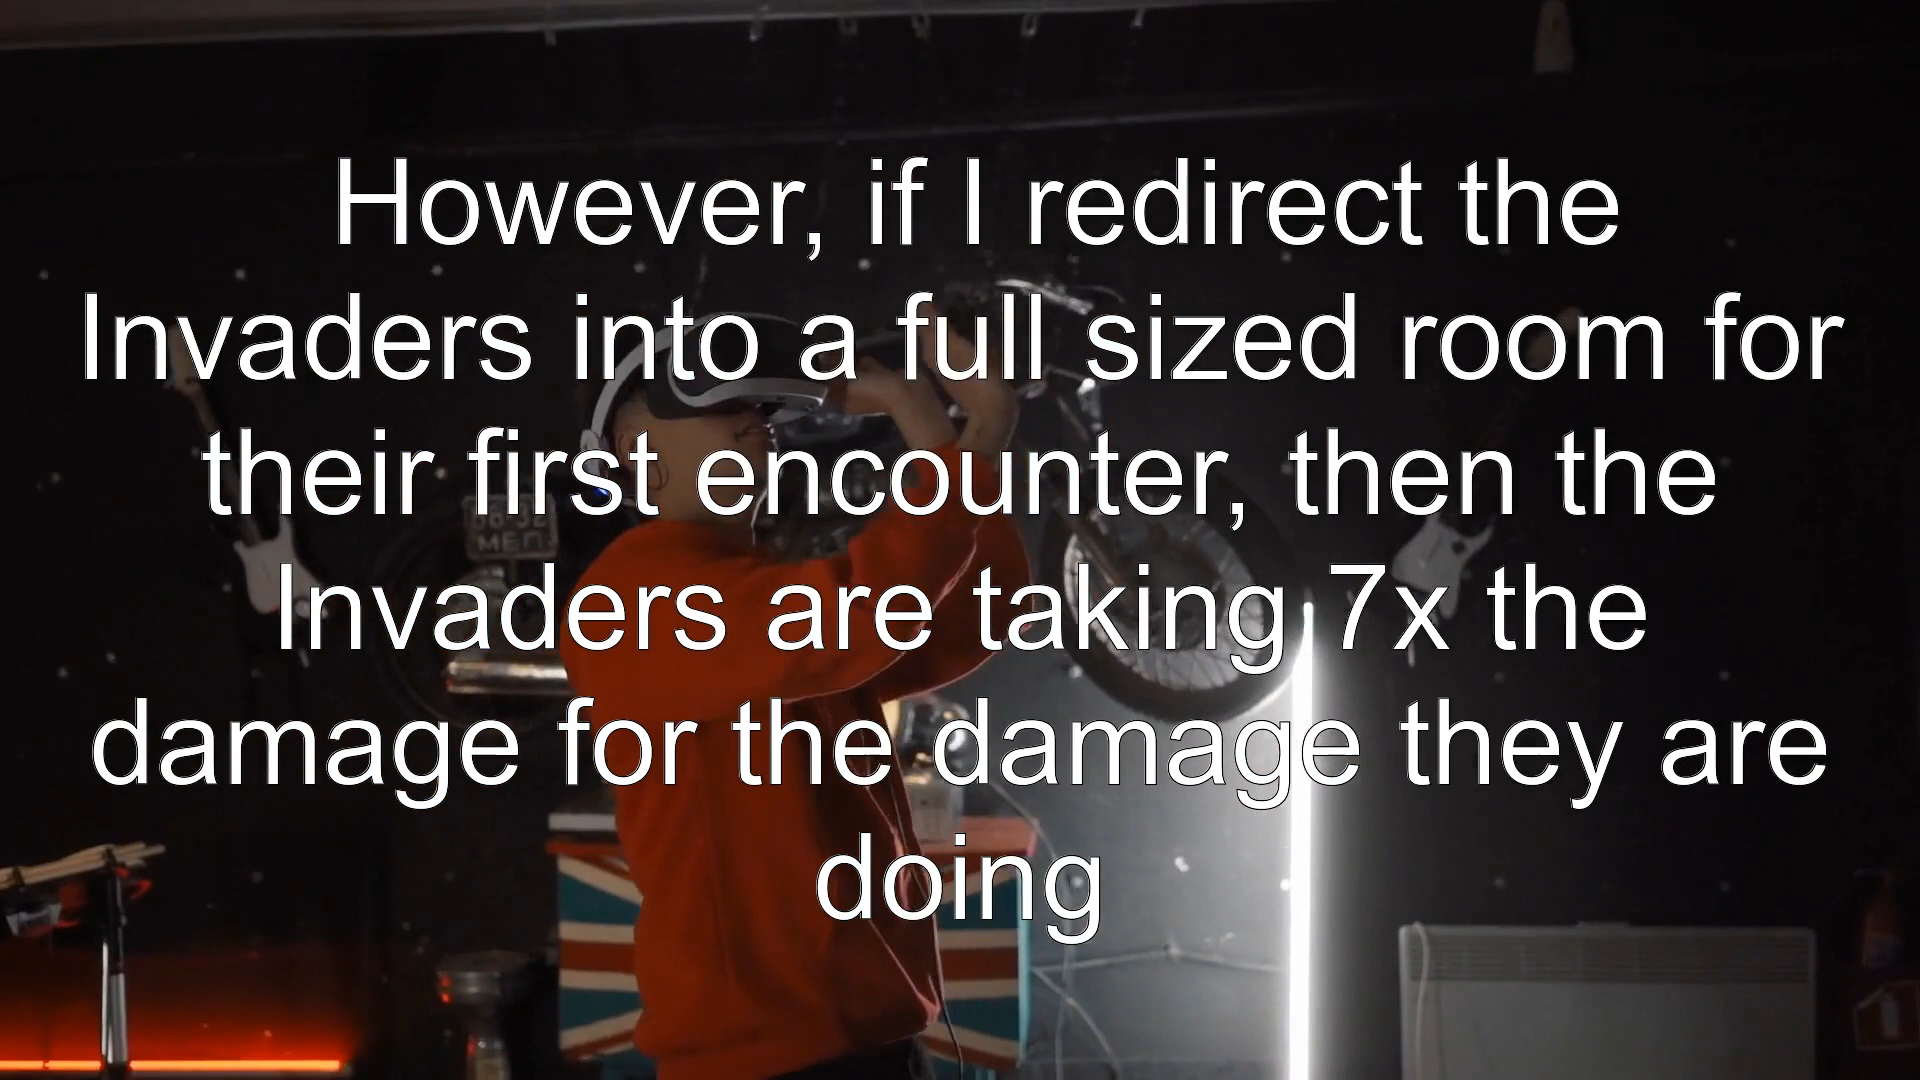 However, if I redirect the
Invaders into a full sized room for
their first encounter, then the
Invaders are taking 7x the
damage for the damage they are
doing
МЕП